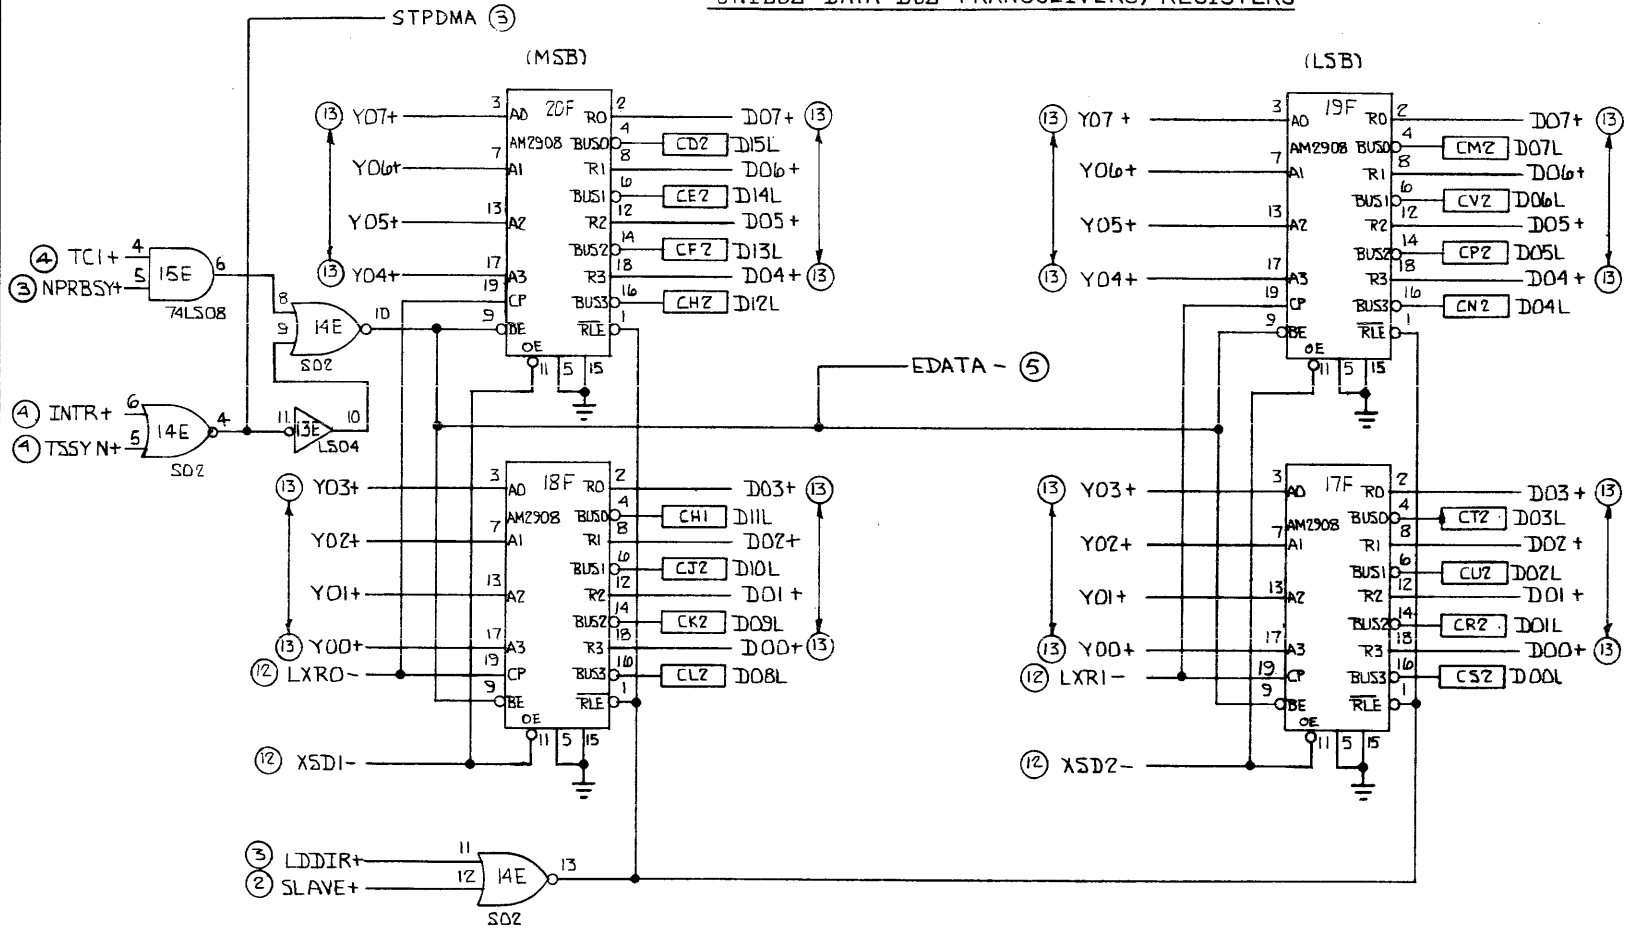 UNIBUS DATA BUS TRANSCEIVERS/REGISTERS
STPDMA 3
(MSB)
(LSB)
13 Y07+ 3 A0 20F R0 2 D07+ 13
AM2908 BUS0 4 CD2 D15L
Y06+ 7 A1 R1 8 D06+
BUS1 6 CE2 D14L
Y05+ 13 A2 R2 12 D05+
BUS2 14 CF2 D13L
13 Y04+ 17 A3 R3 18 D04+ 13
19 CP BUS3 16 CH2 D12L
9 BE RLE 1
OE 11 5 15
13 Y07+ 3 A0 19F R0 2 D07+ 13
AM2908 BUS0 4 CM2 D07L
Y06+ 7 A1 R1 8 D06+
BUS1 6 CV2 D06L
Y05+ 13 A2 R2 12 D05+
BUS2 14 CP2 D05L
13 Y04+ 17 A3 R3 18 D04+ 13
19 CP BUS3 16 CN2 D04L
9 BE RLE 1
OE 11 5 15
4 TC1+ 4
3 NPRBSY+ 5
15E 6
74LS08
8
9
14E 10
S02
EDATA - 5
4 INTR+ 6
4 TSSYN+ 5
14E 4
S02
11 13E 10
LS04
13 Y03+ 3 A0 18F R0 2 D03+ 13
AM2908 BUS0 4 CH1 D11L
Y02+ 7 A1 R1 8 D02+
BUS1 6 CJ2 D10L
Y01+ 13 A2 R2 12 D01+
BUS2 14 CK2 D09L
13 Y00+ 17 A3 R3 18 D00+ 13
12 LXR0- 19 CP BUS3 16 CL2 D08L
9 BE RLE 1
OE 11 5 15
12 XSD1-
13 Y03+ 3 A0 17F R0 2 D03+ 13
AM2908 BUS0 4 CT2 D03L
Y02+ 7 A1 R1 8 D02+
BUS1 6 CU2 D02L
Y01+ 13 A2 R2 12 D01+
BUS2 14 CR2 D01L
13 Y00+ 17 A3 R3 18 D00+ 13
12 LXR1- 19 CP BUS3 16 CS2 D00L
9 BE RLE 1
OE 11 5 15
12 XSD2-
3 LDDIR+ 11
2 SLAVE+ 12
14E 13
S02